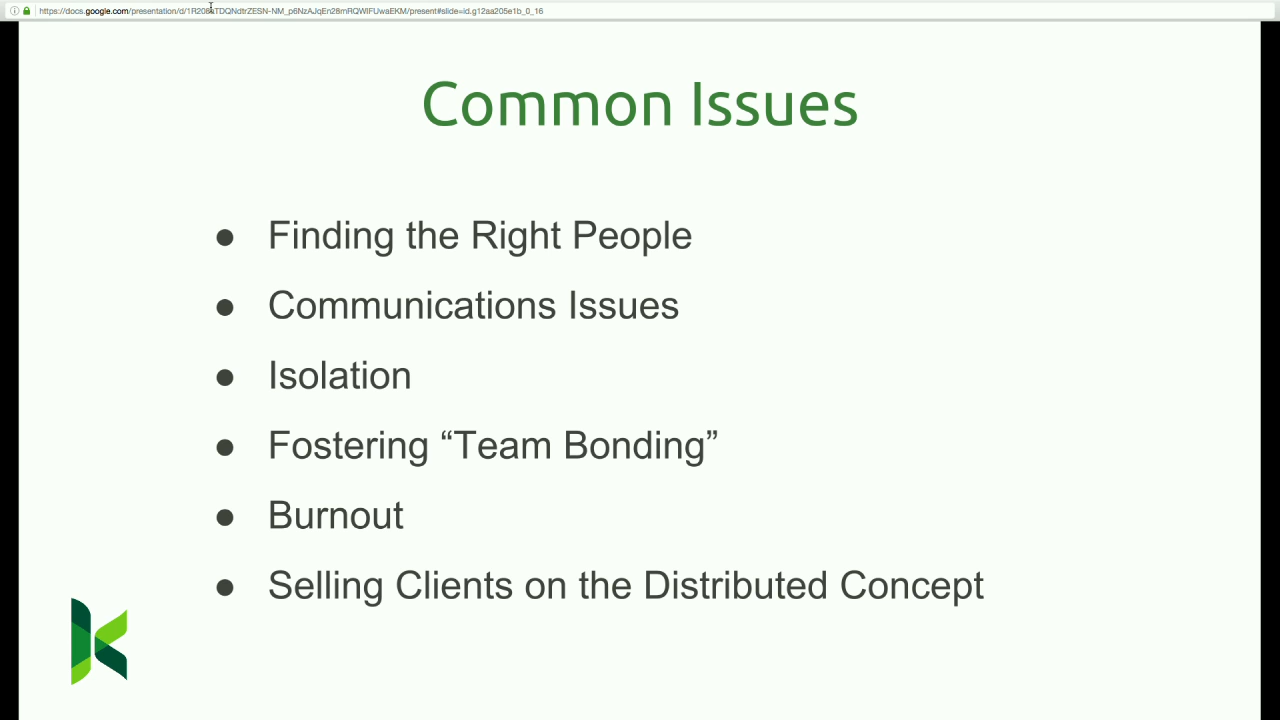 Common Issues
● Finding the Right People
● Communications Issues
● Isolation
● Fostering “Team Bonding”
● Burnout
● Selling Clients on the Distributed Concept